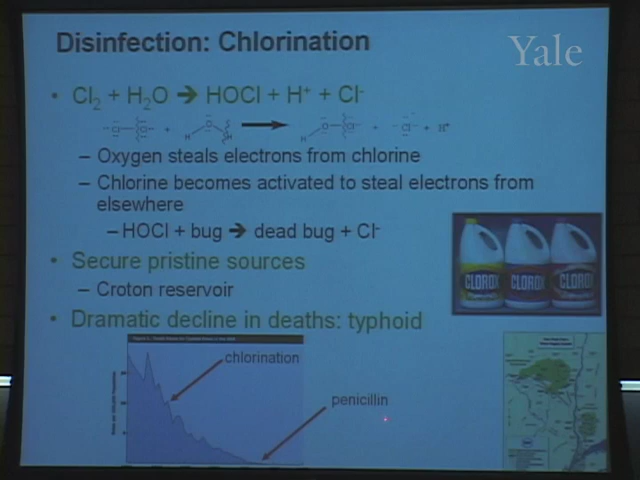 Disinfection: Chlorination
Yale
• Cl₂ + H₂O ➔ HOCl + H⁺ + Cl⁻
– Oxygen steals electrons from chlorine
– Chlorine becomes activated to steal electrons from
elsewhere
– HOCl + bug ➔ dead bug + Cl⁻
• Secure pristine sources
– Croton reservoir
• Dramatic decline in deaths: typhoid
CLOROX
CLOROX
CLOROX
chlorination
penicillin